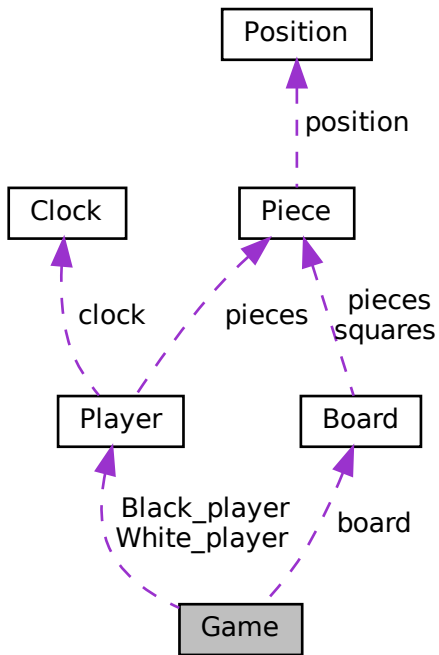 Position
position
Clock
Piece
clock
pieces
pieces
squares
Player
Board
Black_player
White_player
board
Game